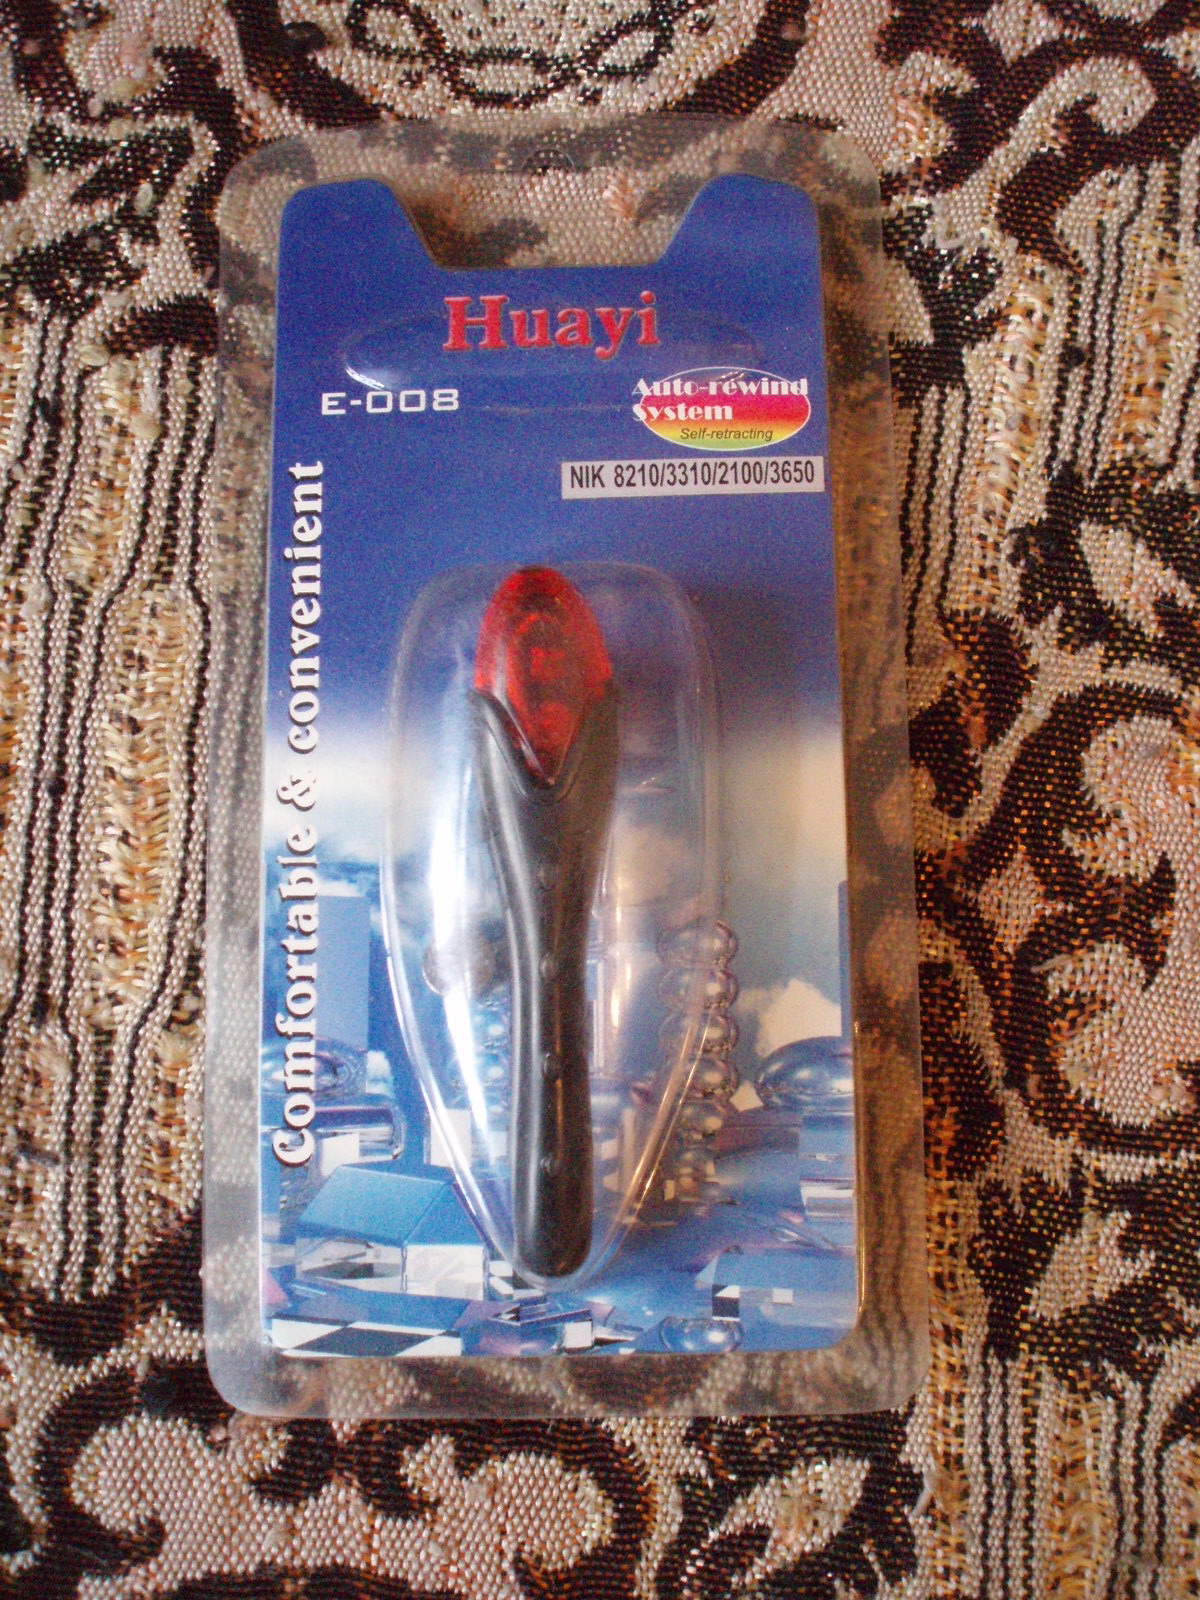 Huayi
E-008
Auto-rewind
System
Self-retracting
NIK 8210/3310/2100/3650
Comfortable & convenient